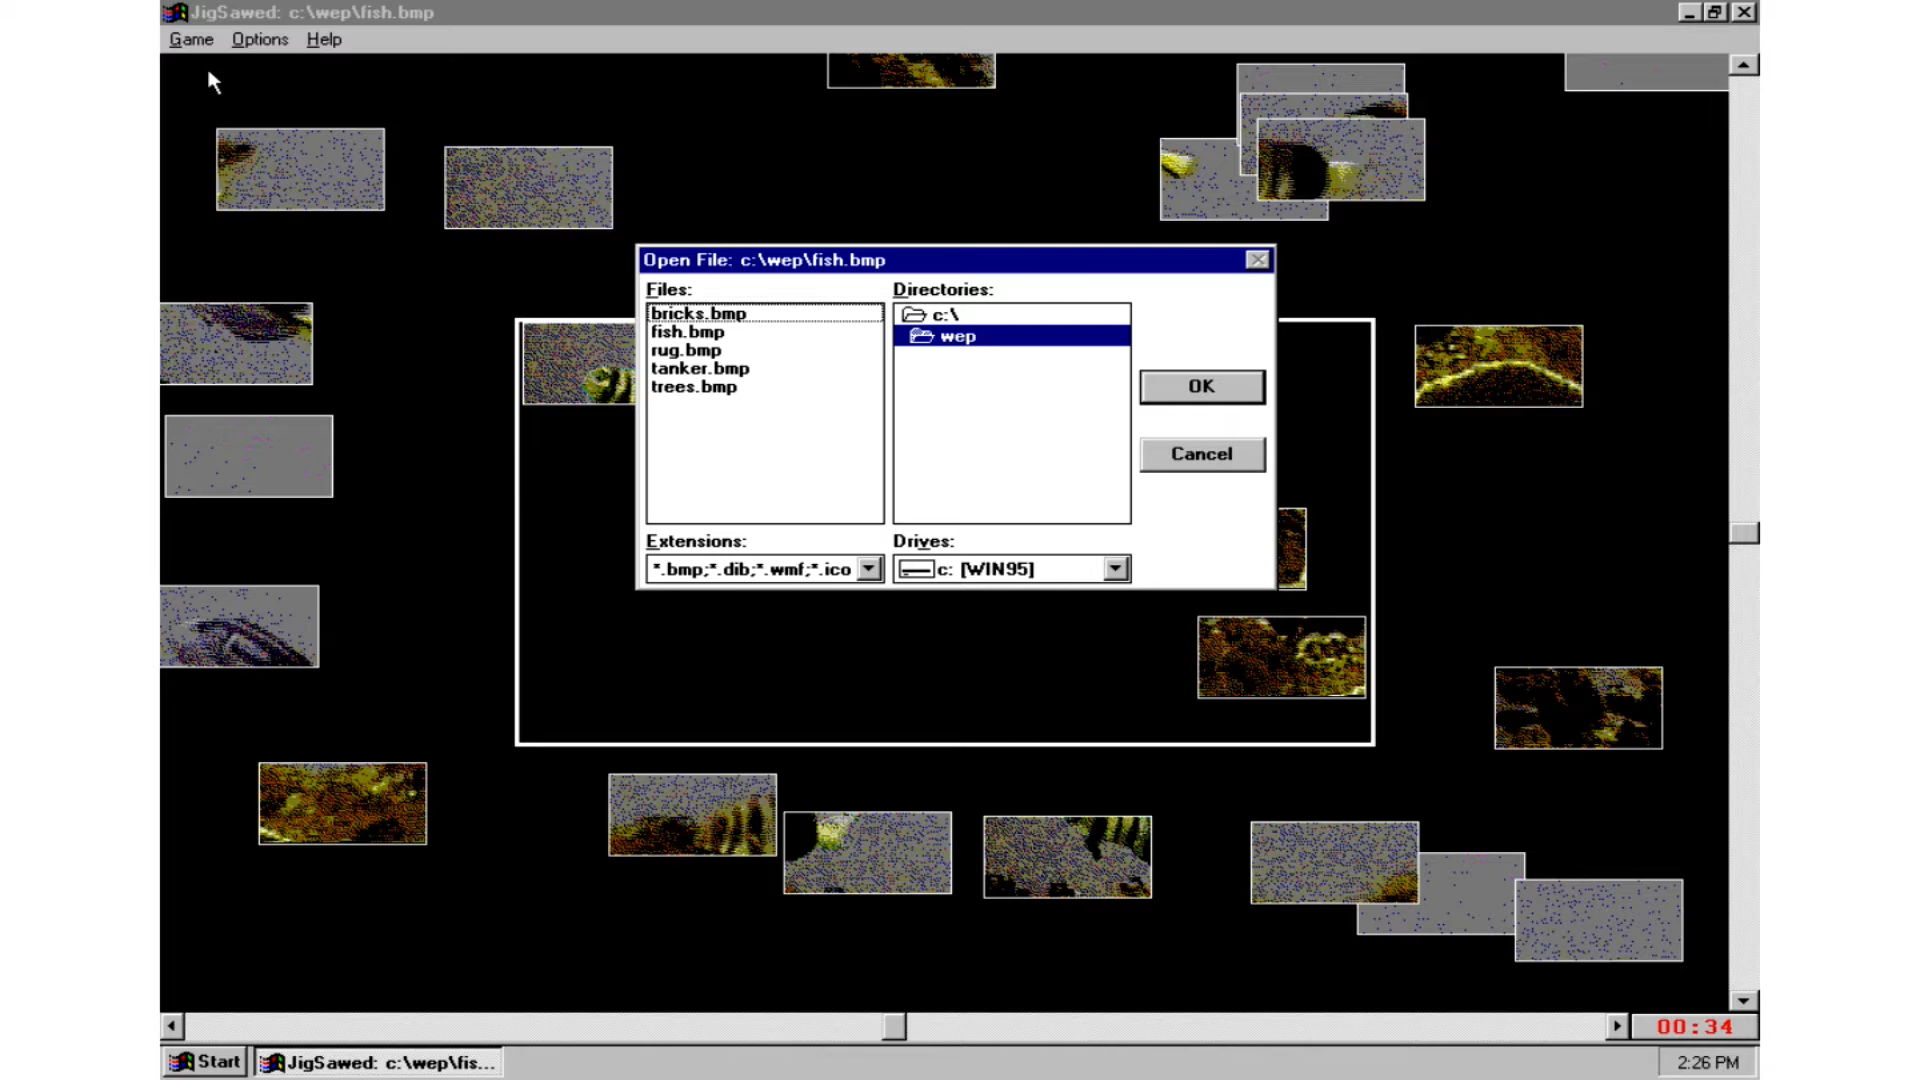 JigSawed: c:\wep\fish.bmp
Game Options Help
Open File: c:\wep\fish.bmp
Files:
bricks.bmp
fish.bmp
rug.bmp
tanker.bmp
trees.bmp
Directories:
c:\
wep
OK
Cancel
Extensions:
*.bmp;*.dib;*.wmf;*.ico
Drives:
c: [WIN95]
00:34
Start
JigSawed: c:\wep\fis...
2:26 PM